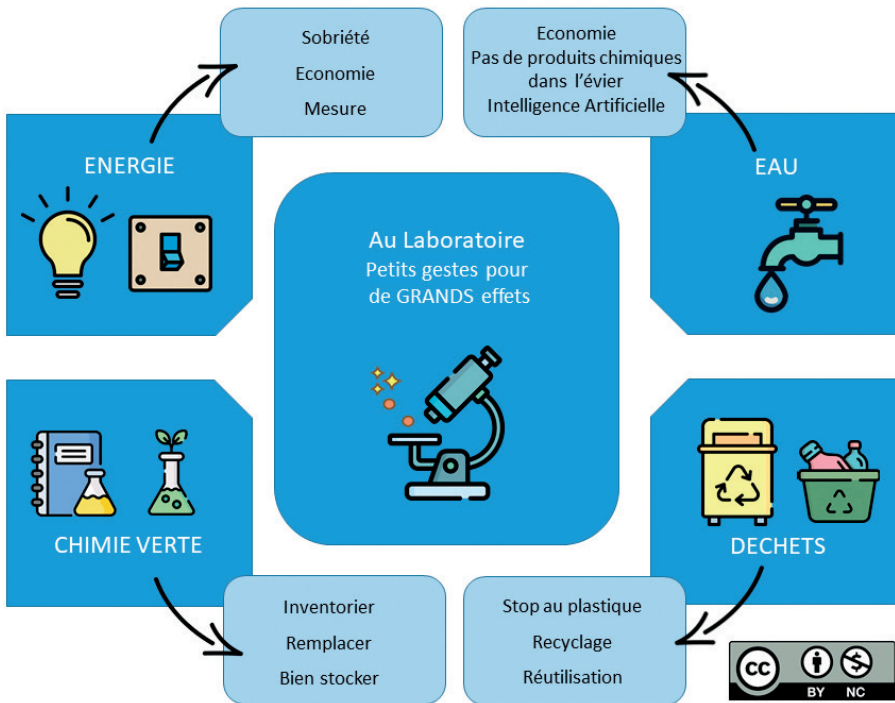 Sobriété
Economie
Mesure
Economie
Pas de produits chimiques
dans l'évier
Intelligence Artificielle
ENERGIE
EAU
Au Laboratoire
Petits gestes pour
de GRANDS effets
CHIMIE VERTE
DECHETS
Inventorier
Remplacer
Bien stocker
Stop au plastique
Recyclage
Réutilisation
CC
BY NC